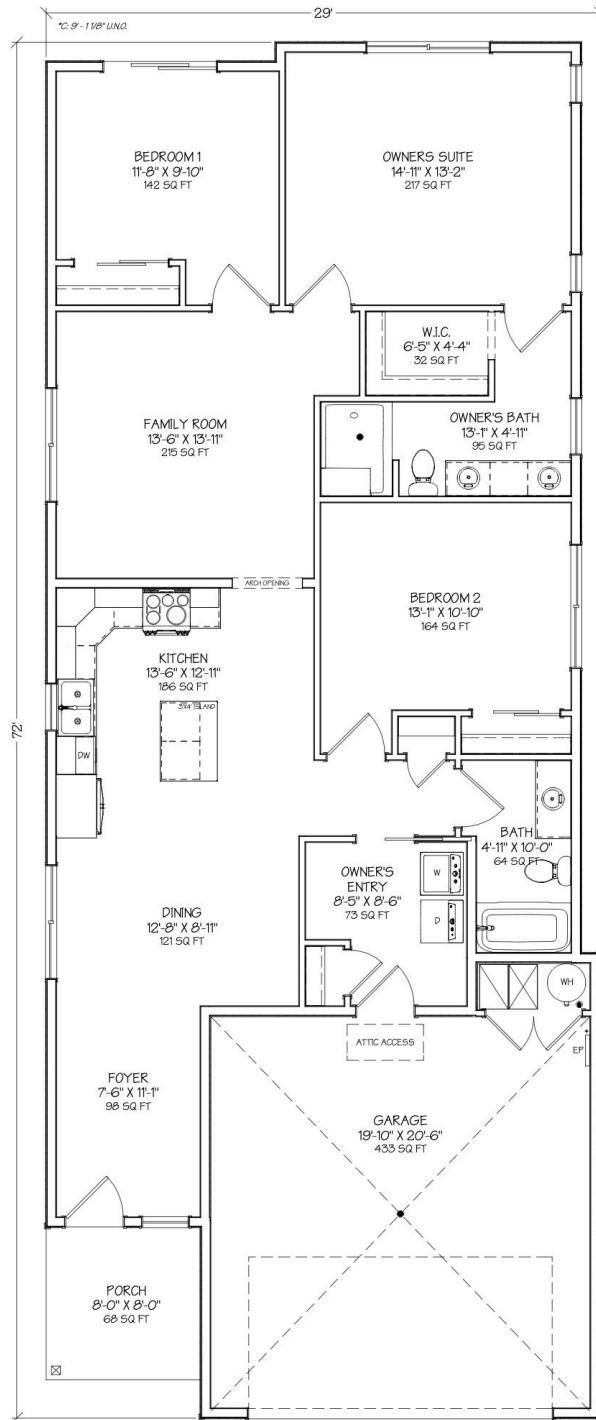 29'
*C: 9' - 1 1/8" U.N.O.
BEDROOM 1
11'-8" X 9'-10"
142 SQ FT
OWNERS SUITE
14'-11" X 13'-2"
217 SQ FT
W.I.C.
6'-5" X 4'-4"
32 SQ FT
FAMILY ROOM
13'-6" X 13'-11"
215 SQ FT
OWNER'S BATH
13'-1" X 4'-11"
95 SQ FT
ARCH OPENING
BEDROOM 2
13'-1" X 10'-10"
164 SQ FT
KITCHEN
13'-6" X 12'-11"
186 SQ FT
3'X4' ISLAND
72'
DW
BATH
4'-11" X 10'-0"
64 SQ FT
OWNER'S
ENTRY
8'-5" X 8'-6"
73 SQ FT
W
D
DINING
12'-8" X 8'-11"
121 SQ FT
WH
ATTIC ACCESS
EP
FOYER
7'-6" X 11'-1"
98 SQ FT
GARAGE
19'-10" X 20'-6"
433 SQ FT
PORCH
8'-0" X 8'-0"
68 SQ FT